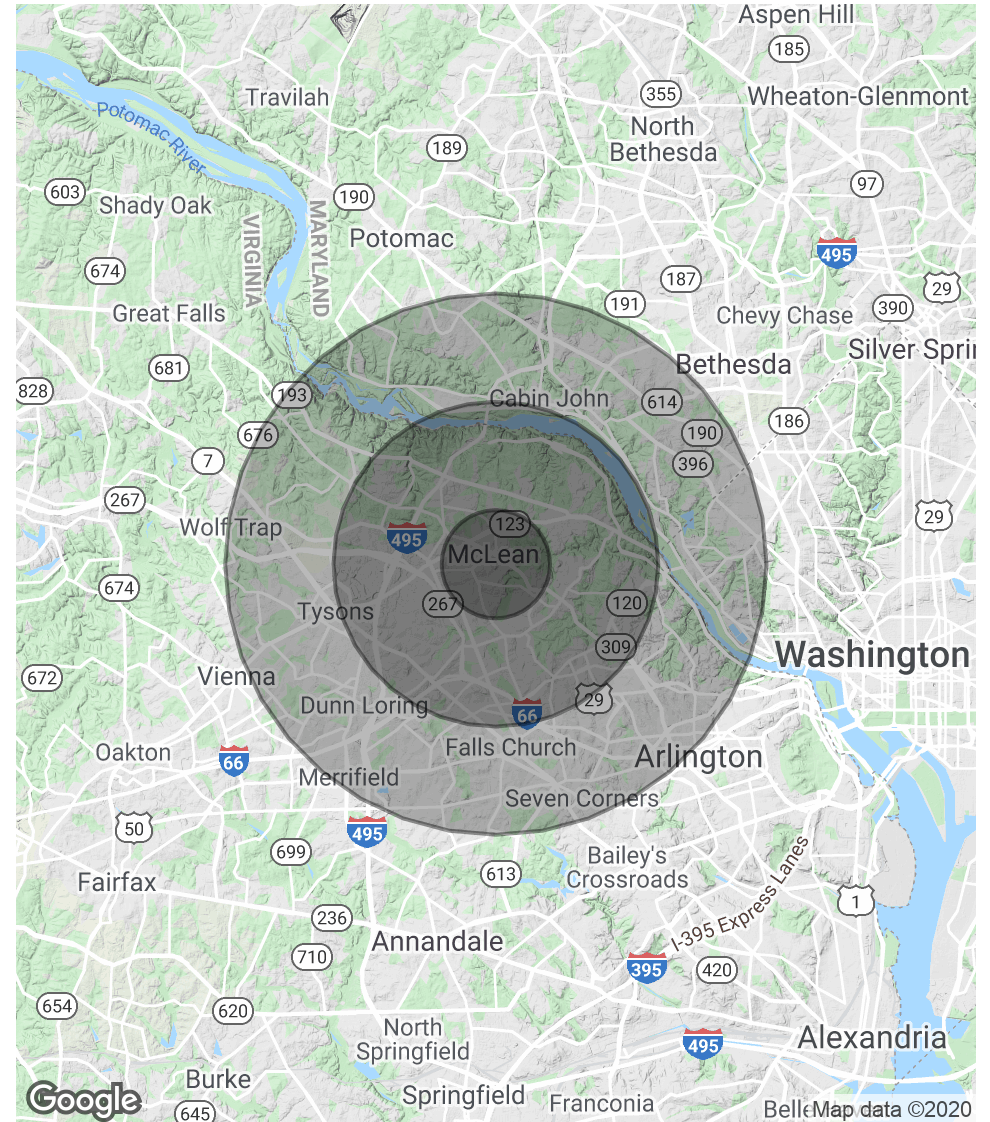 Aspen Hill
185
355
Wheaton-Glenmont
Travilah
North
Bethesda
Potomac River
189
97
603
190
Shady Oak
VIRGINIA
MARYLAND
Potomac
495
674
187
29
191
390
Great Falls
Chevy Chase
Silver Sprin
681
Bethesda
828
193
Cabin John
614
186
676
190
7
396
267
29
Wolf Trap
123
495
McLean
674
267
120
Tysons
309
Washington
672
Vienna
29
Dunn Loring
66
Oakton
Falls Church
Arlington
66
Merrifield
Seven Corners
50
495
699
Bailey's
Crossroads
613
Fairfax
I-395 Express Lanes
1
236
Annandale
710
395
420
654
620
North
Springfield
495
Alexandria
Burke
Springfield
Franconia
Google
645
Belle
Map data ©2020